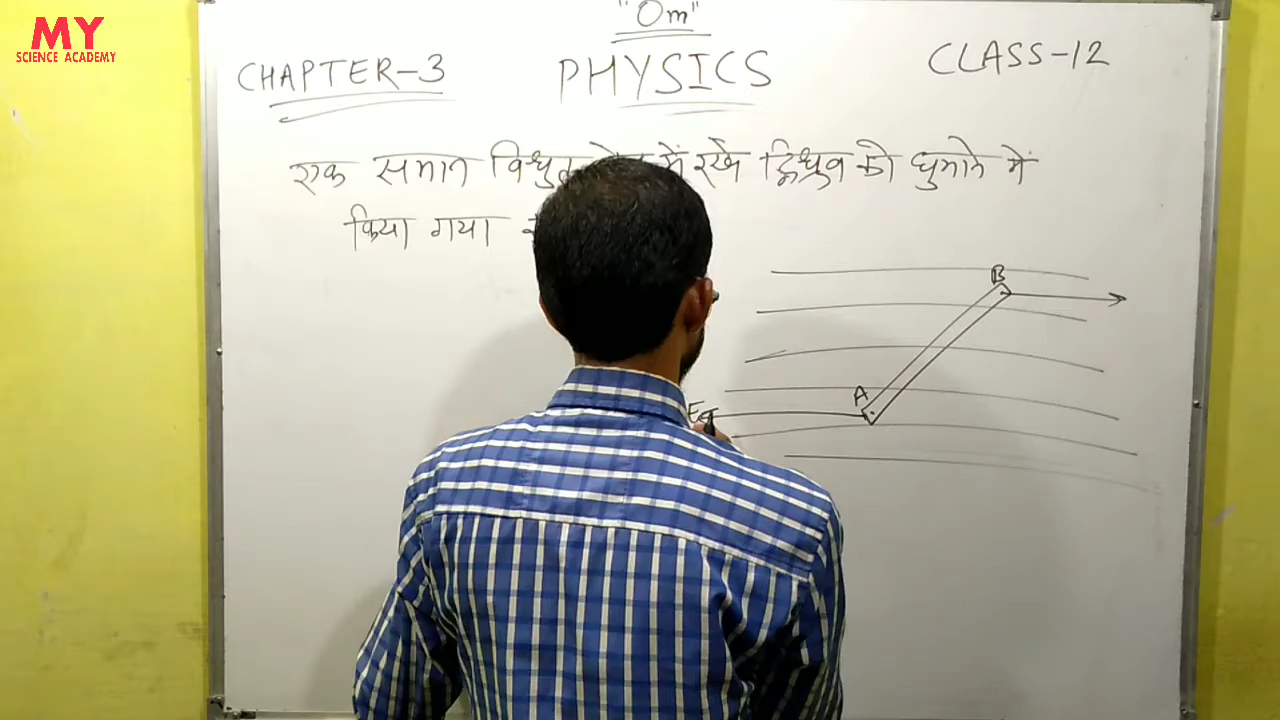 MY
SCIENCE ACADEMY
"Om"
CHAPTER-3 PHYSICS CLASS-12
एक समान में रखे द्विध्रुव को घुमाने में
किया गया
B
A
E